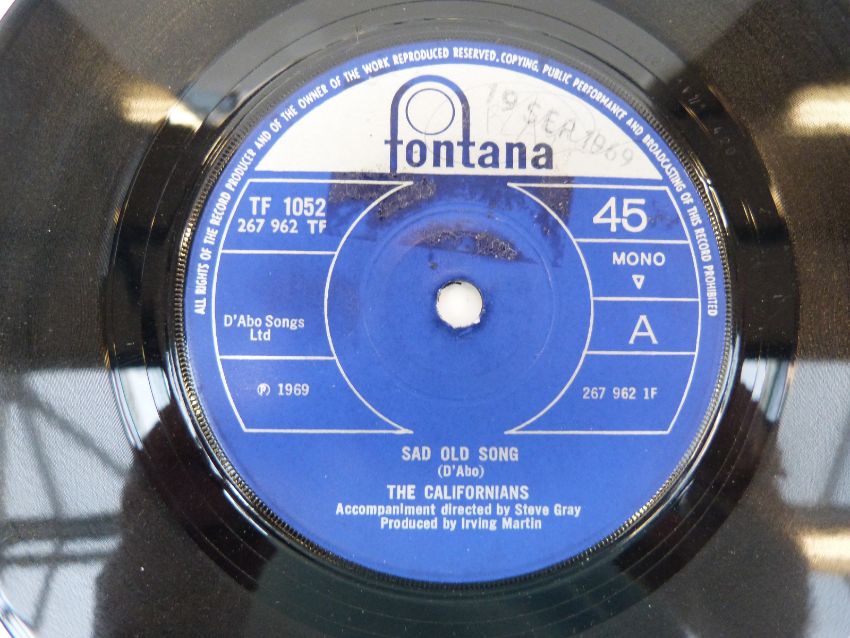 ALL RIGHTS OF THE RECORD PRODUCER AND OF THE OWNER OF THE WORK REPRODUCED RESERVED. COPYING, PUBLIC PERFORMANCE AND BROADCASTING OF THIS RECORD PROHIBITED
fontana
1969
TF 1052
267 962 TF
45
MONO
D'Abo Songs
Ltd
A
℗ 1969
267 962 1F
SAD OLD SONG
(D'Abo)
THE CALIFORNIANS
Accompaniment directed by Steve Gray
Produced by Irving Martin